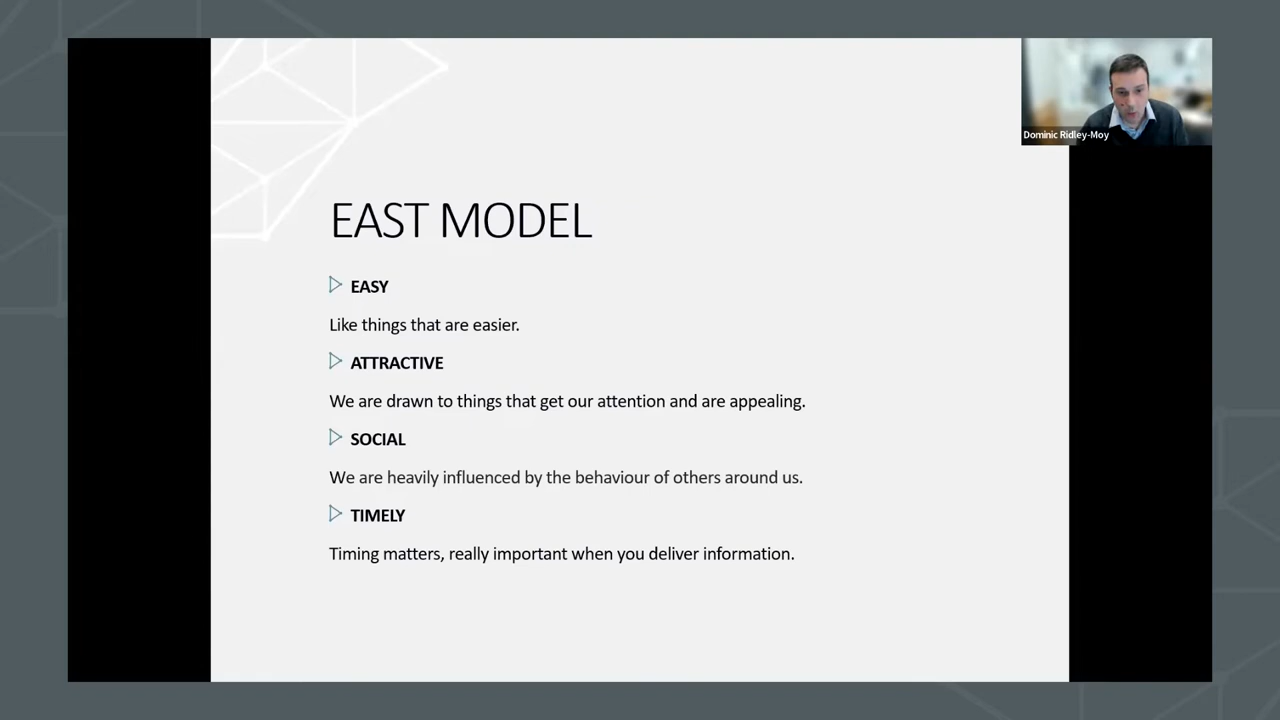 Dominic Ridley-Moy
EAST MODEL
EASY
Like things that are easier.
ATTRACTIVE
We are drawn to things that get our attention and are appealing.
SOCIAL
We are heavily influenced by the behaviour of others around us.
TIMELY
Timing matters, really important when you deliver information.